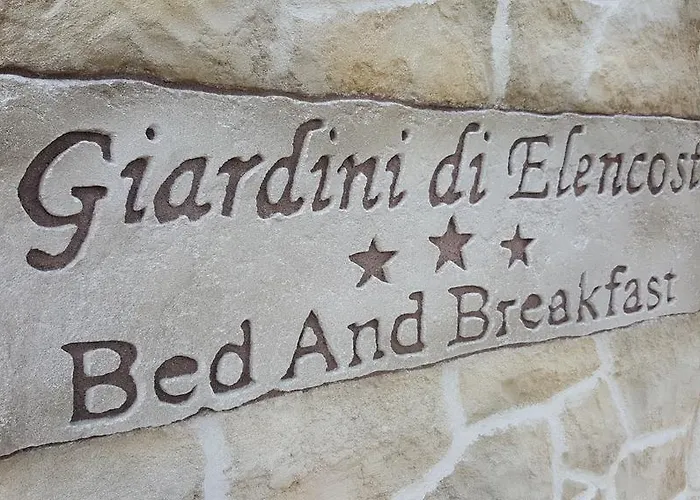 Giardini di Elencost
Bed And Breakfast